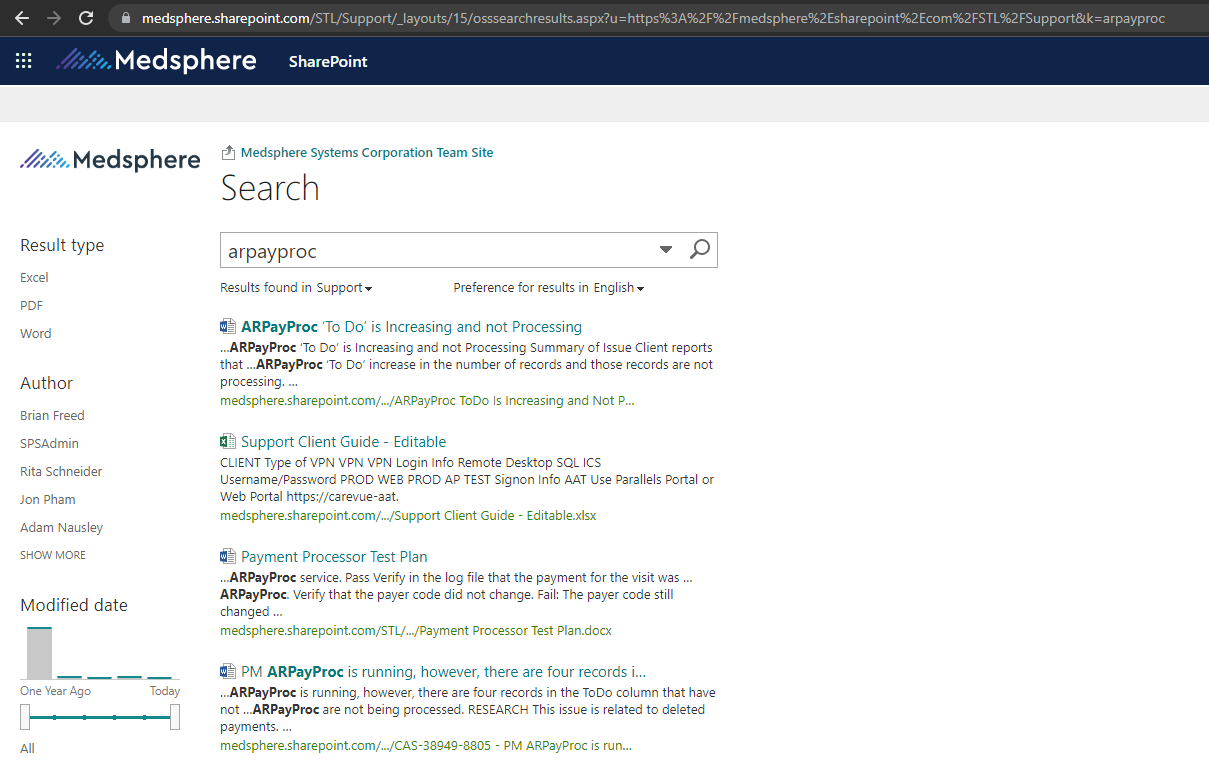 medsphere.sharepoint.com/STL/Support/_layouts/15/osssearchresults.aspx?u=https%3A%2F%2Fmedsphere%2Esharepoint%2Ecom%2FSTL%2FSupport&k=arpayproc
Medsphere SharePoint
Medsphere
Medsphere Systems Corporation Team Site
Search
arpayproc
Results found in Support Preference for results in English
Result type
Excel
PDF
Word
Author
Brian Freed
SPSAdmin
Rita Schneider
Jon Pham
Adam Nausley
SHOW MORE
Modified date
One Year Ago Today
All
ARPayProc ‘To Do’ is Increasing and not Processing
...ARPayProc ‘To Do’ is Increasing and not Processing Summary of Issue Client reports
that ...ARPayProc ‘To Do’ increase in the number of records and those records are not
processing. ...
medsphere.sharepoint.com/.../ARPayProc ToDo Is Increasing and Not P...
Support Client Guide - Editable
CLIENT Type of VPN VPN VPN Login Info Remote Desktop SQL ICS
Username/Password PROD WEB PROD AP TEST Signon Info AAT Use Parallels Portal or
Web Portal https://carevue-aat.
medsphere.sharepoint.com/.../Support Client Guide - Editable.xlsx
Payment Processor Test Plan
...ARPayProc service. Pass Verify in the log file that the payment for the visit was ...
ARPayProc. Verify that the payer code did not change. Fail: The payer code still
changed ...
medsphere.sharepoint.com/STL/.../Payment Processor Test Plan.docx
PM ARPayProc is running, however, there are four records i...
...ARPayProc is running, however, there are four records in the ToDo column that have
not ...ARPayProc are not being processed. RESEARCH This issue is related to deleted
payments. ...
medsphere.sharepoint.com/.../CAS-38949-8805 - PM ARPayProc is run...